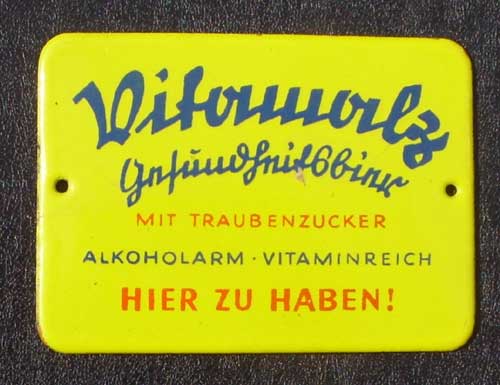 Vitamalz
Gesundheitsbier
MIT TRAUBENZUCKER
ALKOHOLARM · VITAMINREICH
HIER ZU HABEN!